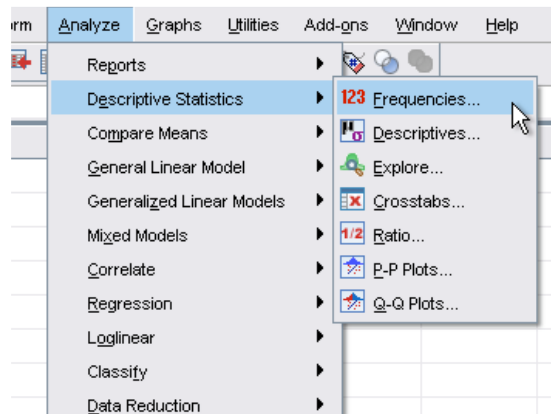 rm Analyze Graphs Utilities Add-ons Window Help
Reports
Descriptive Statistics
Compare Means
General Linear Model
Generalized Linear Models
Mixed Models
Correlate
Regression
Loglinear
Classify
Data Reduction
123 Frequencies...
μσ Descriptives...
Explore...
Crosstabs...
1/2 Ratio...
P-P Plots...
Q-Q Plots...